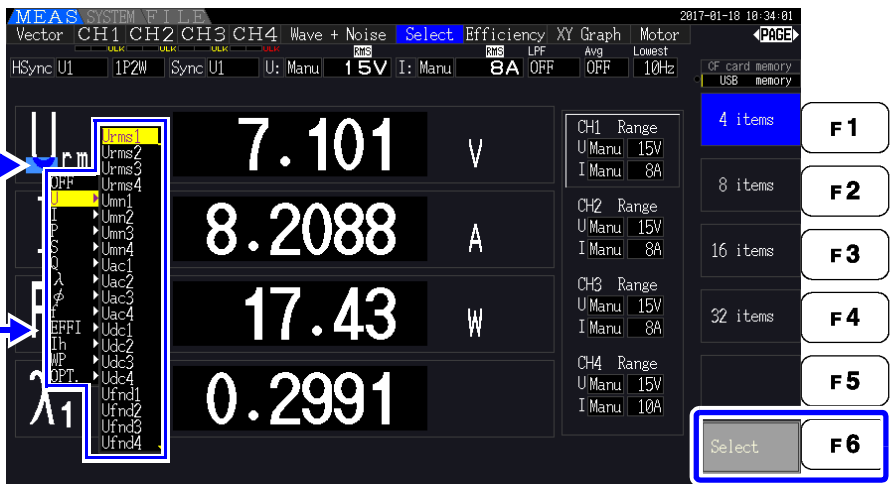 MEAS SYSTEM FILE 2017-01-18 10:34:01
Vector CH1 CH2 CH3 CH4 Wave + Noise Select Efficiency XY Graph Motor PAGE
ULK ULK ULK ULK RMS RMS LPF Avg Lowest
HSync U1 1P2W Sync U1 U: Manu 15V I: Manu 8A OFF OFF 10Hz
CF card memory
USB memory
Urm
7.101 V
8.2088 A
17.43 W
λ1 0.2991
OFF
U
I
P
S
Q
λ
φ
f
EFFI
Ih
WP
OPT.
Urms1
Urms2
Urms3
Urms4
Umn1
Umn2
Umn3
Umn4
Uac1
Uac2
Uac3
Uac4
Udc1
Udc2
Udc3
Udc4
Ufnd1
Ufnd2
Ufnd3
Ufnd4
CH1 Range
U Manu 15V
I Manu 8A
CH2 Range
U Manu 15V
I Manu 8A
CH3 Range
U Manu 15V
I Manu 8A
CH4 Range
U Manu 15V
I Manu 10A
4 items F1
8 items F2
16 items F3
32 items F4
F5
Select F6